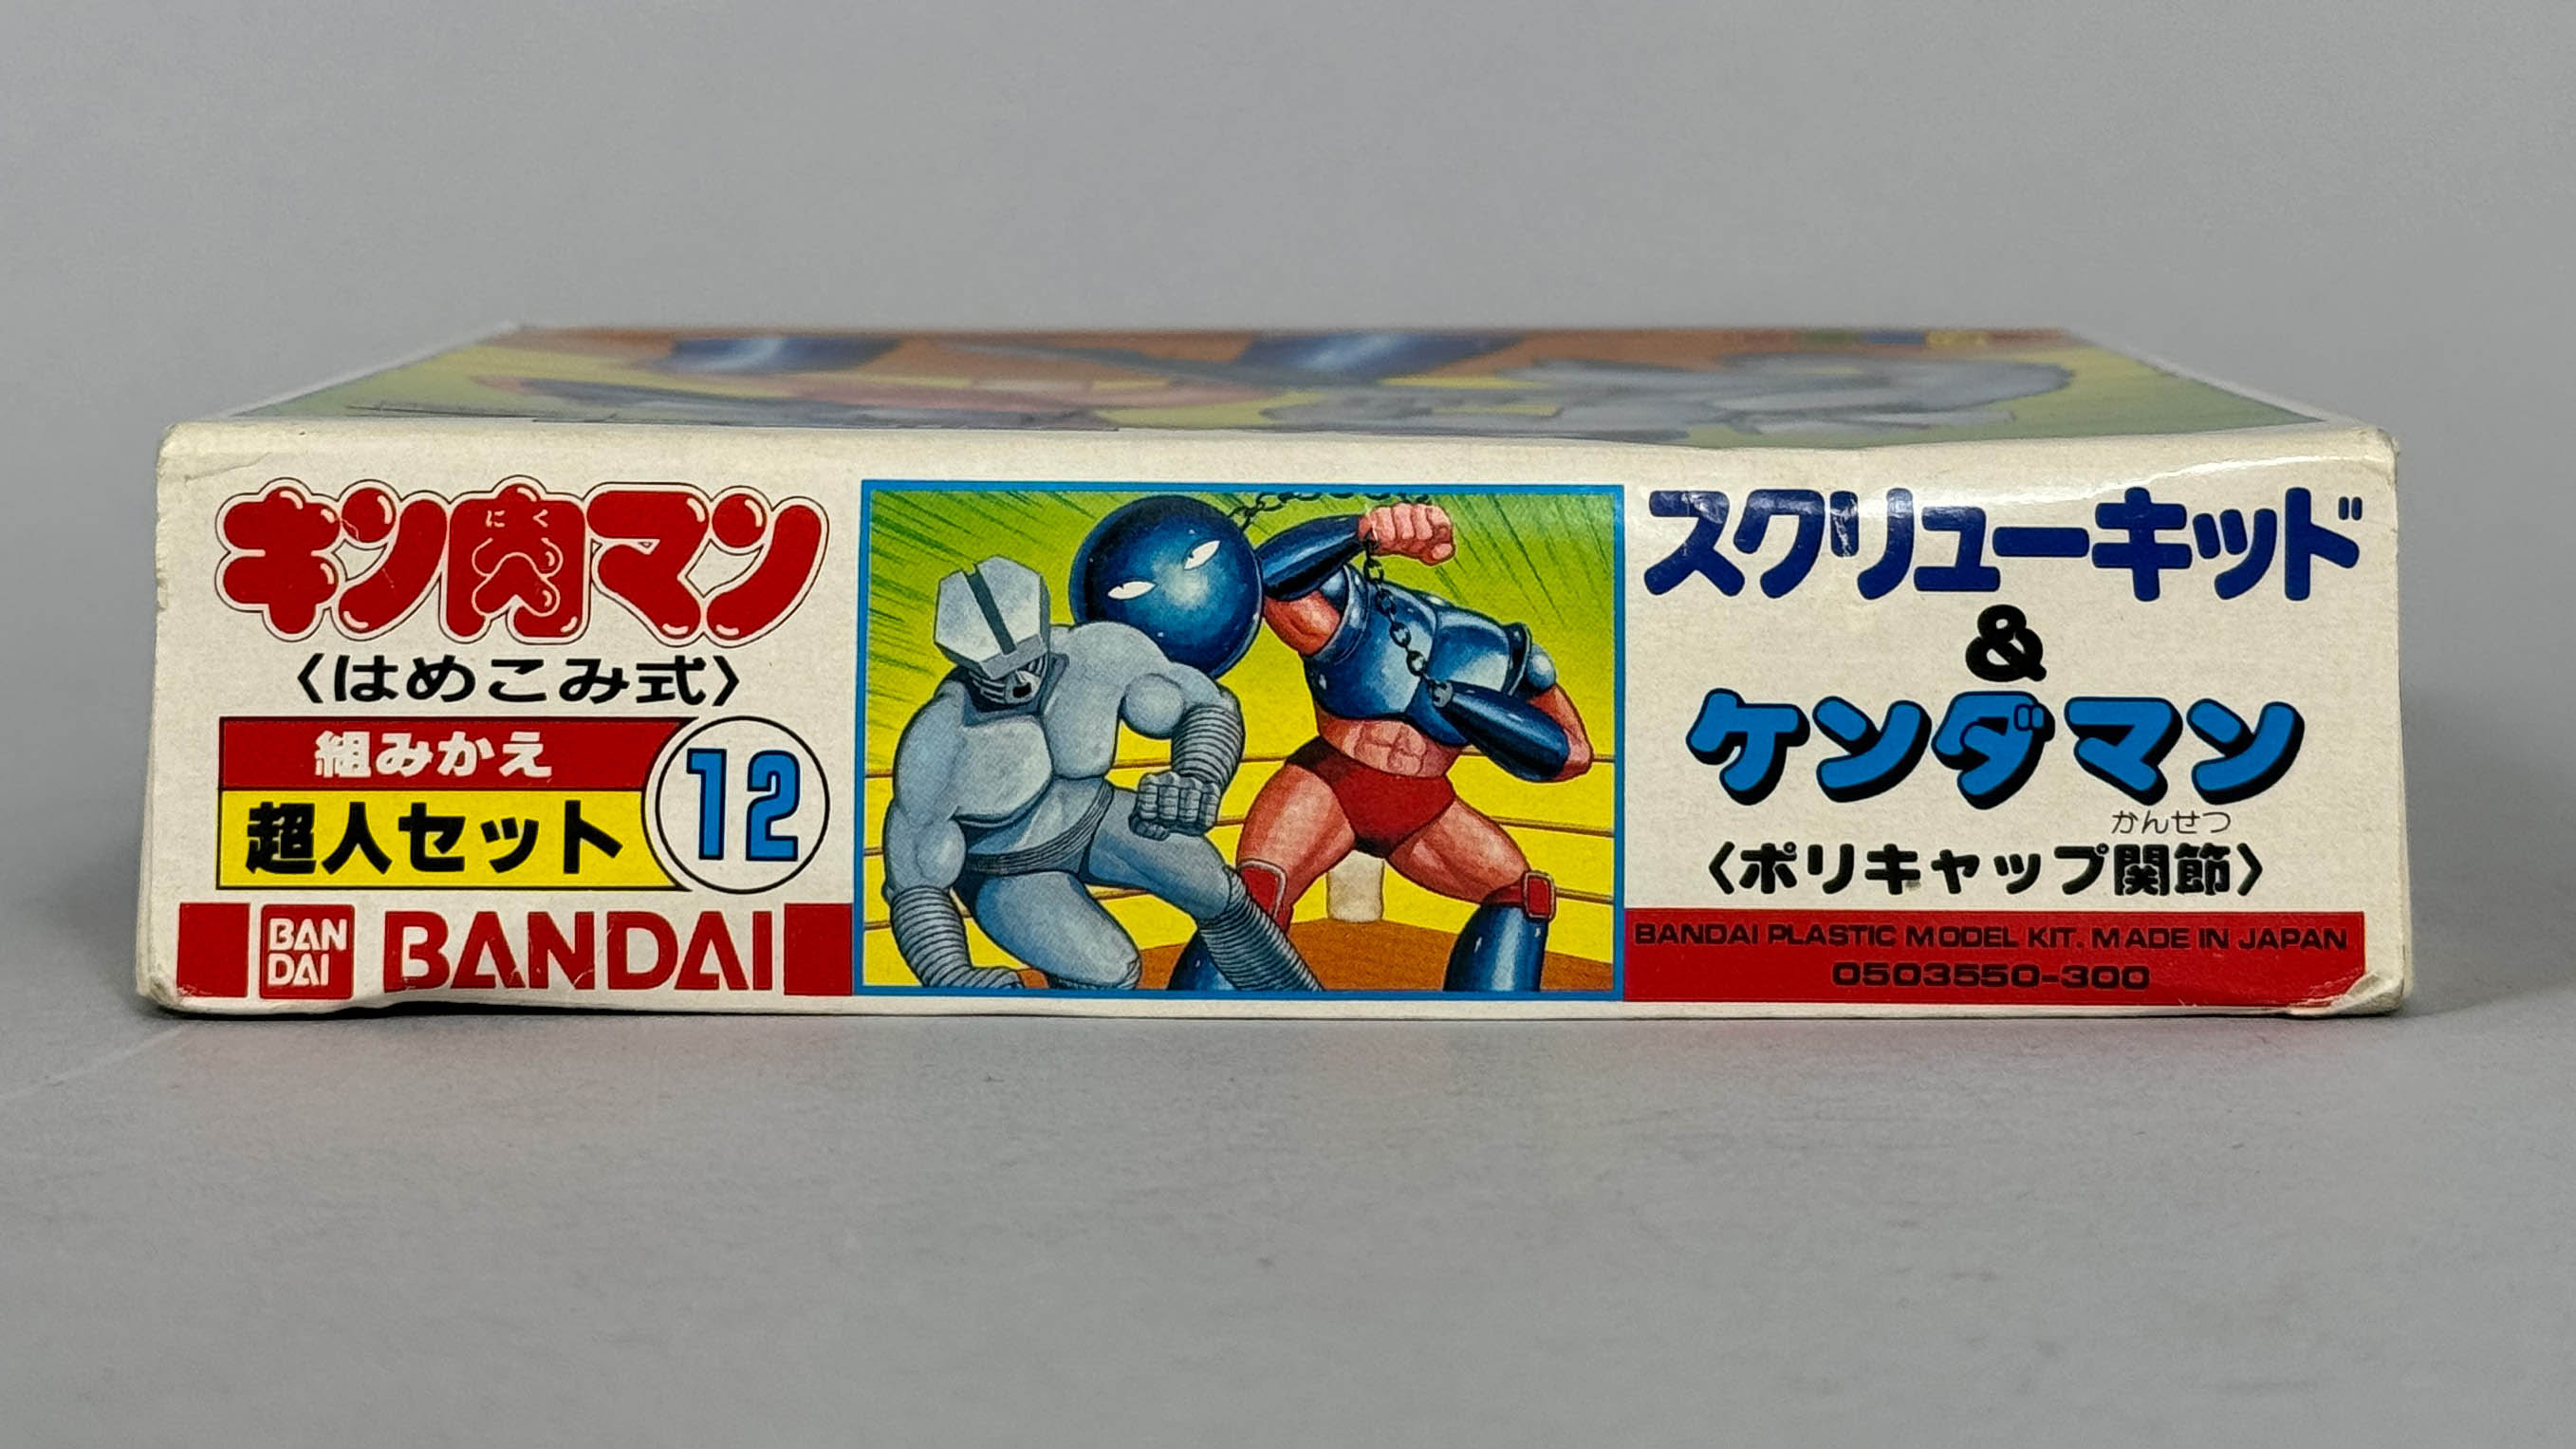 キン肉マン
にく
〈はめこみ式〉
組みかえ
超人セット
12
BAN
DAI
BANDAI
スクリューキッド
&
ケンダマン
かんせつ
〈ポリキャップ関節〉
BANDAI PLASTIC MODEL KIT. MADE IN JAPAN
0503550-300